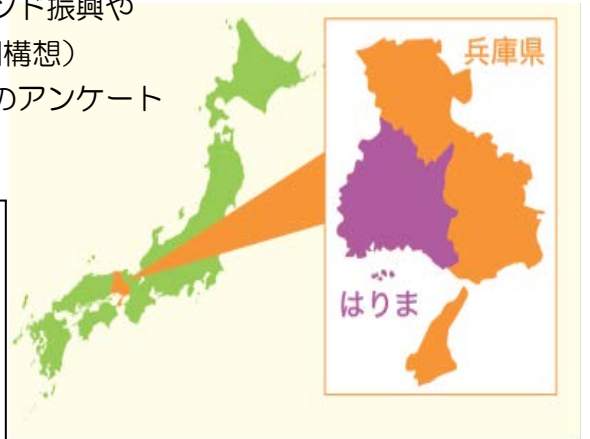 ンド振興や
構想）
のアンケート
兵庫県
はりま